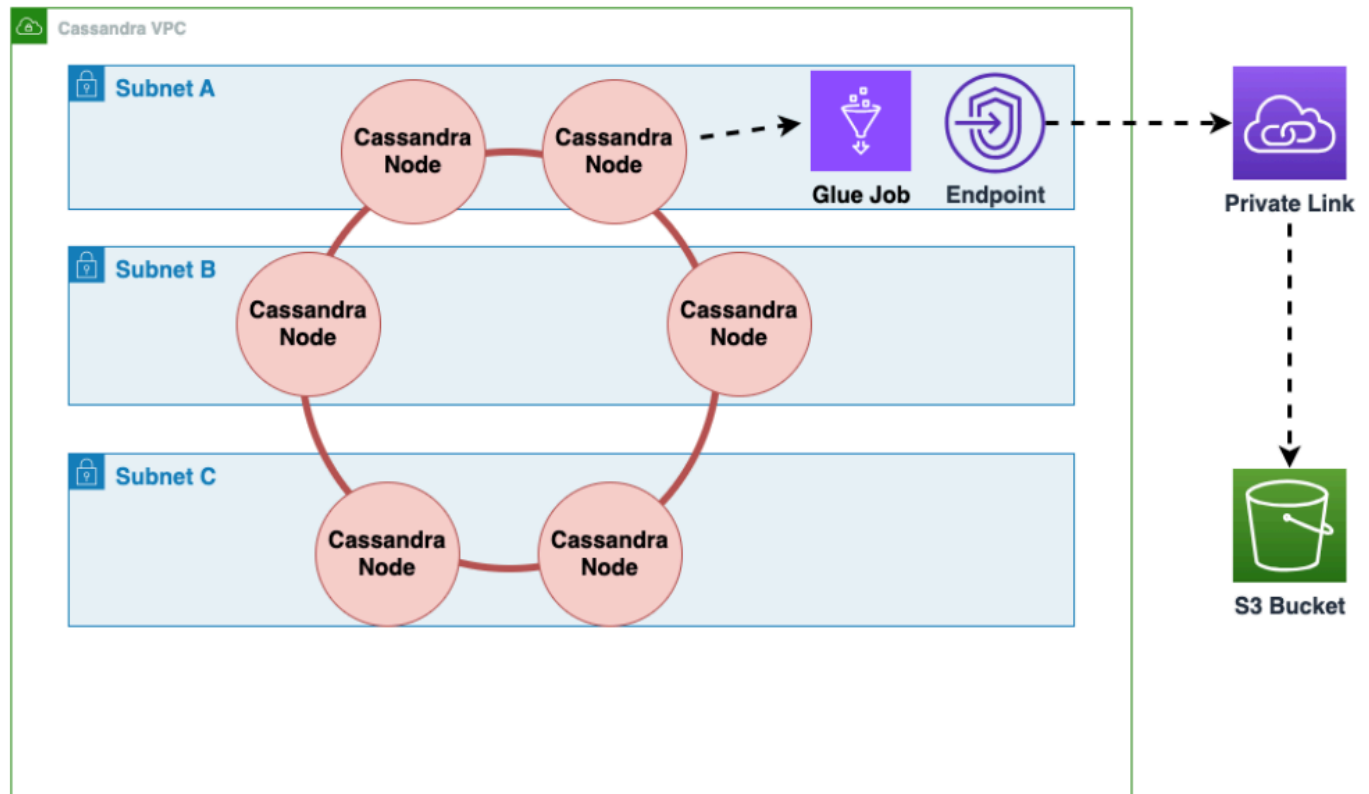 Cassandra VPC
Subnet A
Cassandra
Node
Cassandra
Node
Glue Job
Endpoint
Private Link
Subnet B
Cassandra
Node
Cassandra
Node
Subnet C
Cassandra
Node
Cassandra
Node
S3 Bucket